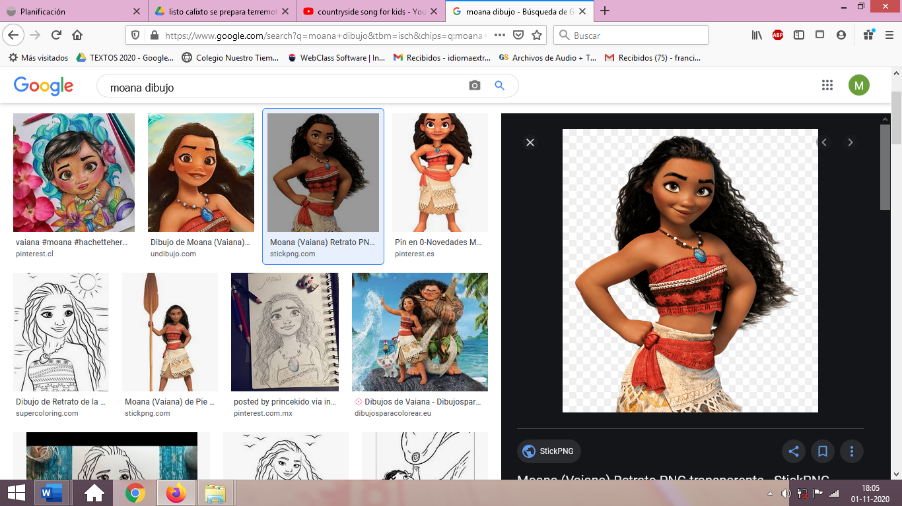 Planificación
listo calixto se prepara terremot
countryside song for kids - You
moana dibujo - Búsqueda de G
https://www.google.com/search?q=moana+dibujo&tbm=isch&chips=q:moana
Buscar
Más visitados
TEXTOS 2020 - Google...
Colegio Nuestro Tiem...
WebClass Software | In...
Recibidos - idiomaextr...
GS Archivos de Audio + T...
Recibidos (75) - franci...
ABP
Google
moana dibujo
M
vaiana #moana #hachetteher...
pinterest.cl
Dibujo de Moana (Vaiana)...
undibujo.com
Moana (Vaiana) Retrato PN...
stickpng.com
Pin en 0-Novedades M...
pinterest.es
Dibujo de Retrato de la ...
supercoloring.com
Moana (Vaiana) de Pie ...
stickpng.com
posted by princekido via in...
pinterest.com.mx
Dibujos de Vaiana - Dibujospar...
dibujosparacolorear.eu
StickPNG
Moana (Vaiana) Retrato PNG transparente - StickPNG
18:05
01-11-2020